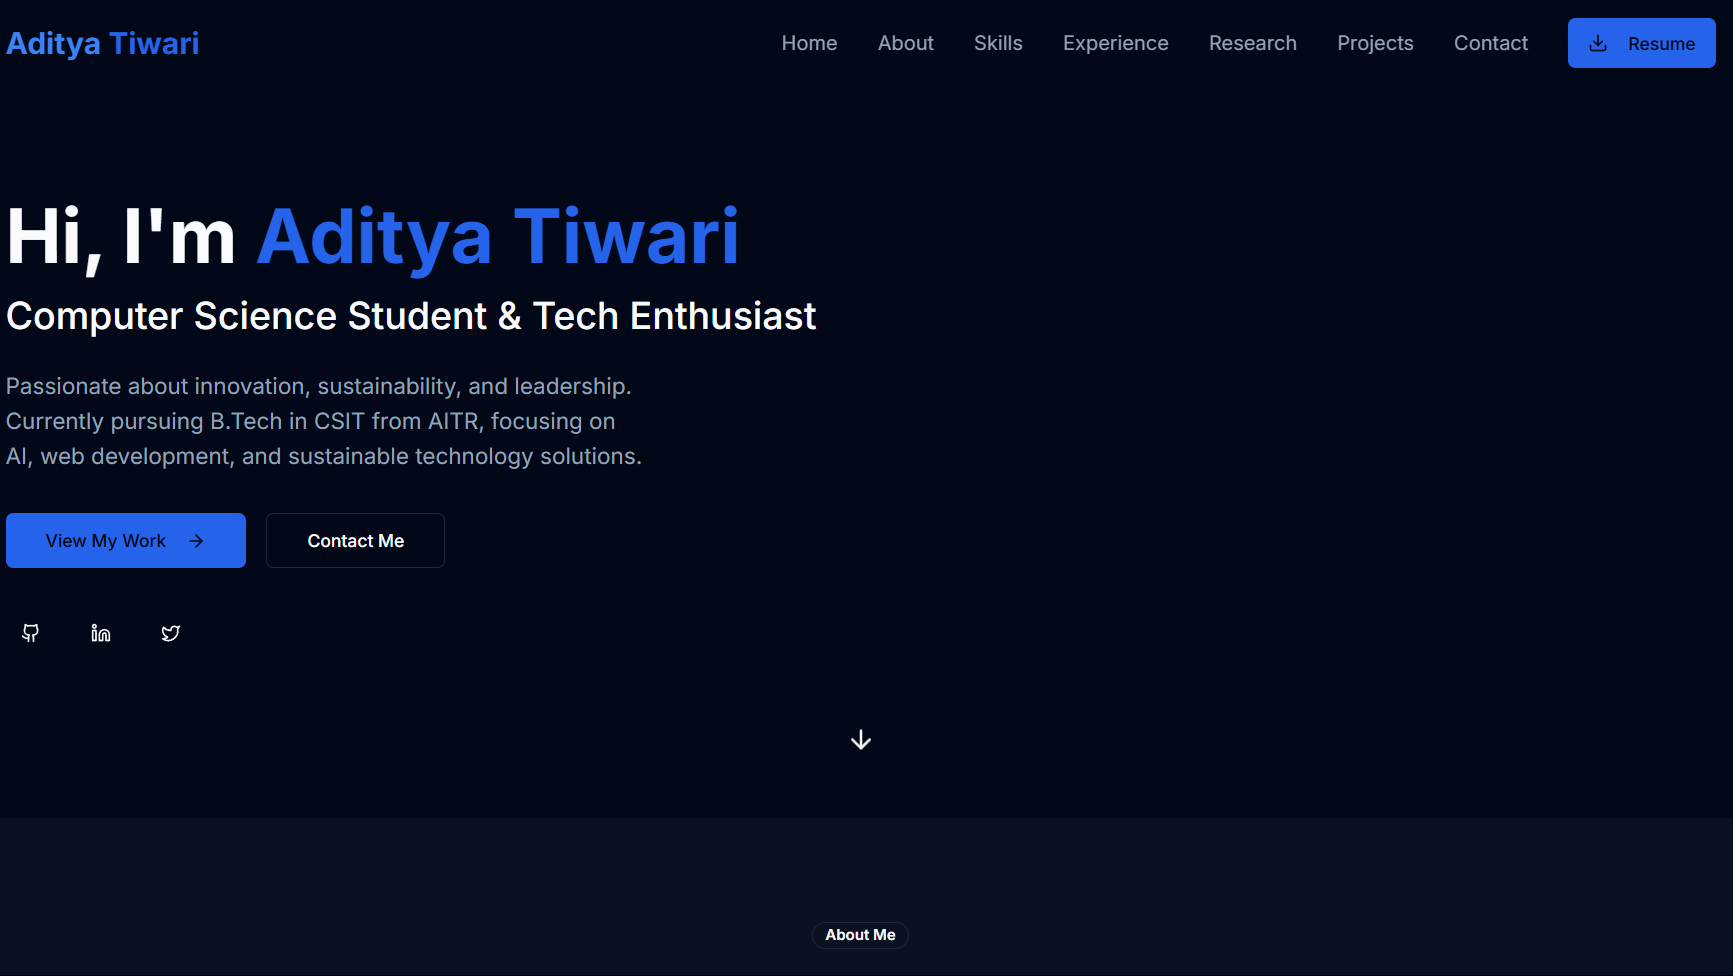 Aditya Tiwari
Home About Skills Experience Research Projects Contact Resume
Hi, I'm Aditya Tiwari
Computer Science Student & Tech Enthusiast
Passionate about innovation, sustainability, and leadership.
Currently pursuing B.Tech in CSIT from AITR, focusing on
AI, web development, and sustainable technology solutions.
View My Work Contact Me
About Me